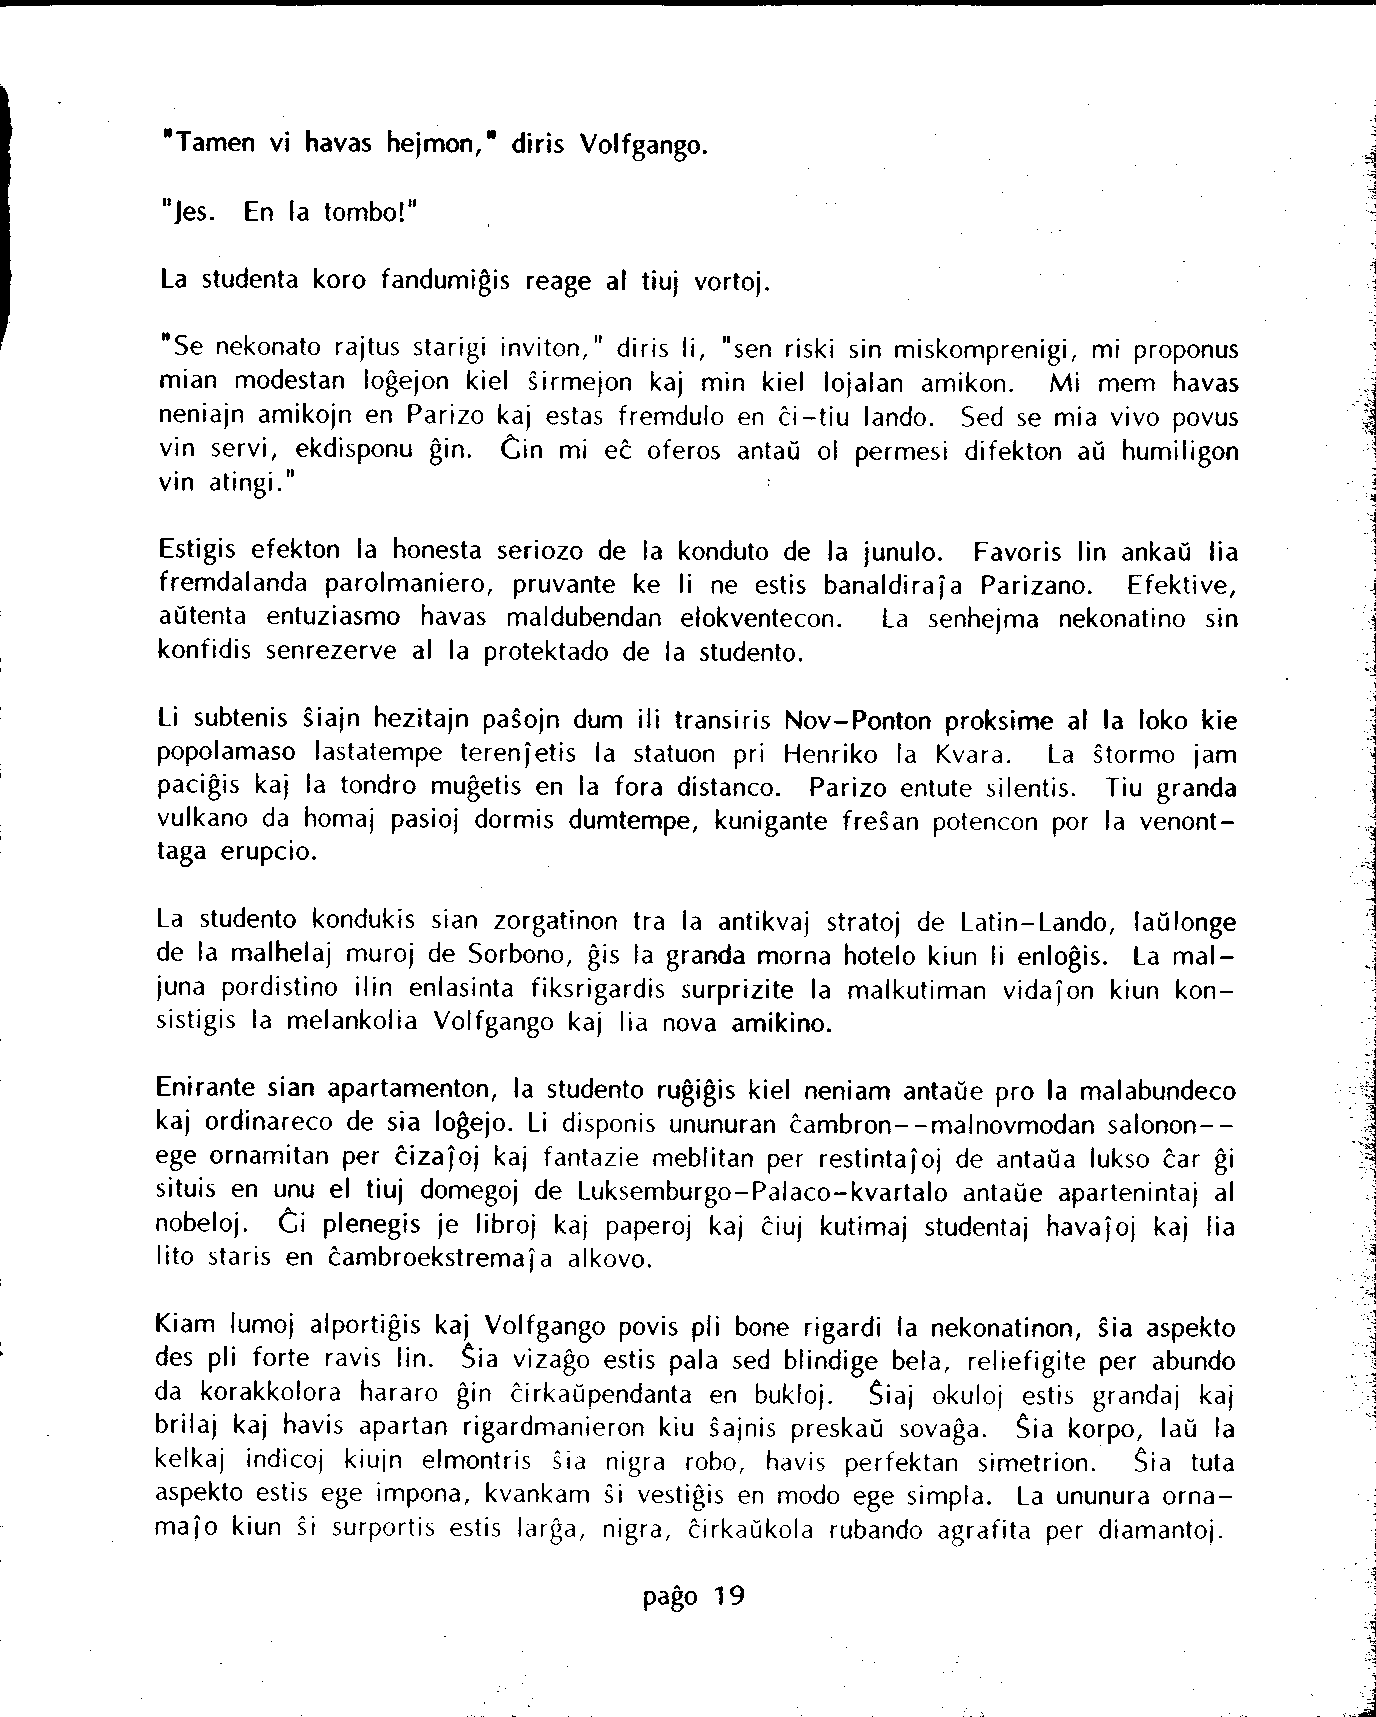 "Tamen vi havas hejmon," diris Volfgango.
"Jes. En la tombo!"
La studenta koro fandumiĝis reage al tiuj vortoj.
"Se nekonato rajtus starigi inviton," diris li, "sen riski sin miskomprenigi, mi proponus
mian modestan loĝejon kiel ŝirmejon kaj min kiel lojalan amikon. Mi mem havas
neniajn amikojn en Parizo kaj estas fremdulo en ĉi-tiu lando. Sed se mia vivo povus
vin servi, ekdisponu ĝin. Ĝin mi eĉ oferos antaŭ ol permesi difekton aŭ humiligon
vin atingi."
Estigis efekton la honesta seriozo de la konduto de la junulo. Favoris lin ankaŭ lia
fremdalanda parolmaniero, pruvante ke li ne estis banaldiraĵa Parizano. Efektive,
aŭtenta entuziasmo havas maldubendan elokventecon. La senhejma nekonatino sin
konfidis senrezerve al la protektado de la studento.
Li subtenis ŝiajn hezitajn paŝojn dum ili transiris Nov-Ponton proksime al la loko kie
popolamaso lastatempe terenĵetis la statuon pri Henriko la Kvara. La ŝtormo jam
paciĝis kaj la tondro muĝetis en la fora distanco. Parizo entute silentis. Tiu granda
vulkano da homaj pasioj dormis dumtempe, kunigante freŝan potencon por la venont-
taga erupcio.
La studento kondukis sian zorgatinon tra la antikvaj stratoj de Latin-Lando, laŭlonge
de la malhelaj muroj de Sorbono, ĝis la granda morna hotelo kiun li enloĝis. La mal-
juna pordistino ilin enlasinta fiksrigardis surprizite la malkutiman vidaĵon kiun kon-
sistigis la melankolia Volfgango kaj lia nova amikino.
Enirante sian apartamenton, la studento ruĝiĝis kiel neniam antaŭe pro la malabundeco
kaj ordinareco de sia loĝejo. Li disponis ununuran ĉambron--malnovmodan salonon--
ege ornamitan per ĉizaĵoj kaj fantazie meblitan per restintaĵoj de antaŭa lukso ĉar ĝi
situis en unu el tiuj domegoj de Luksemburgo-Palaco-kvartalo antaŭe apartenintaj al
nobeloj. Ĝi plenegis je libroj kaj paperoj kaj ĉiuj kutimaj studentaj havaĵoj kaj lia
lito staris en ĉambroekstremaĵa alkovo.
Kiam lumoj alportiĝis kaj Volfgango povis pli bone rigardi la nekonatinon, ŝia aspekto
des pli forte ravis lin. Ŝia vizaĝo estis pala sed blindige bela, reliefigite per abundo
da korakkolora hararo ĝin ĉirkaŭpendanta en bukloj. Ŝiaj okuloj estis grandaj kaj
brilaj kaj havis apartan rigardmanieron kiu ŝajnis preskaŭ sovaĝa. Ŝia korpo, laŭ la
kelkaj indicoj kiujn elmontris ŝia nigra robo, havis perfektan simetrion. Ŝia tuta
aspekto estis ege impona, kvankam ŝi vestiĝis en modo ege simpla. La ununura orna-
maĵo kiun ŝi surportis estis larĝa, nigra, ĉirkaŭkola rubando agrafita per diamantoj.
paĝo 19